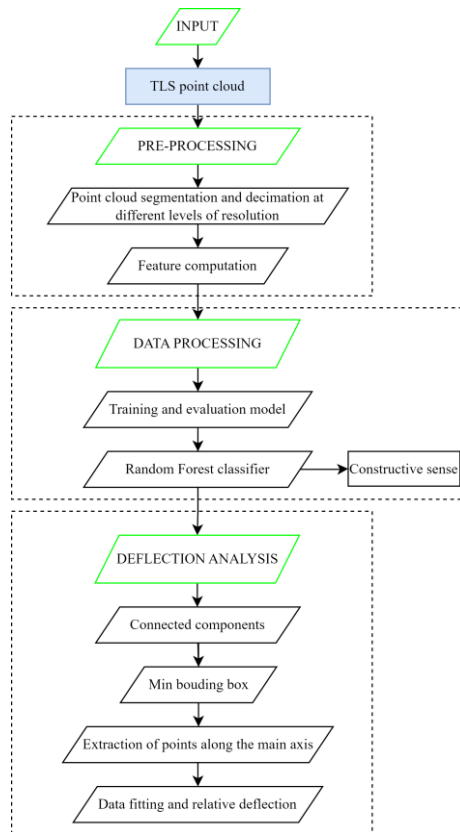 INPUT
TLS point cloud
PRE-PROCESSING
Point cloud segmentation and decimation at
different levels of resolution
Feature computation
DATA PROCESSING
Training and evaluation model
Random Forest classifier
Constructive sense
DEFLECTION ANALYSIS
Connected components
Min bouding box
Extraction of points along the main axis
Data fitting and relative deflection